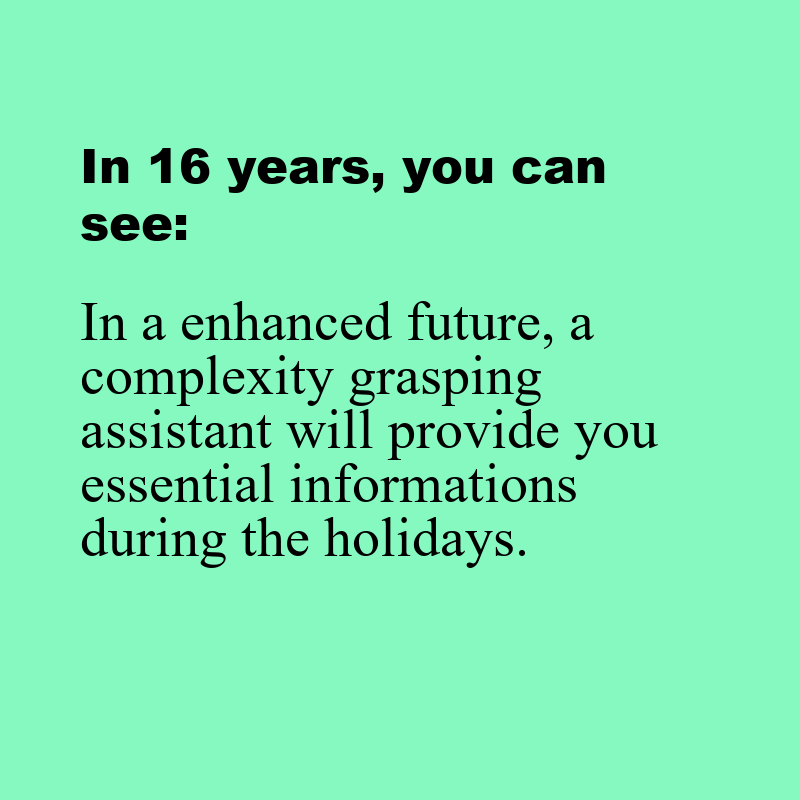 In 16 years, you can
see:
In a enhanced future, a
complexity grasping
assistant will provide you
essential informations
during the holidays.